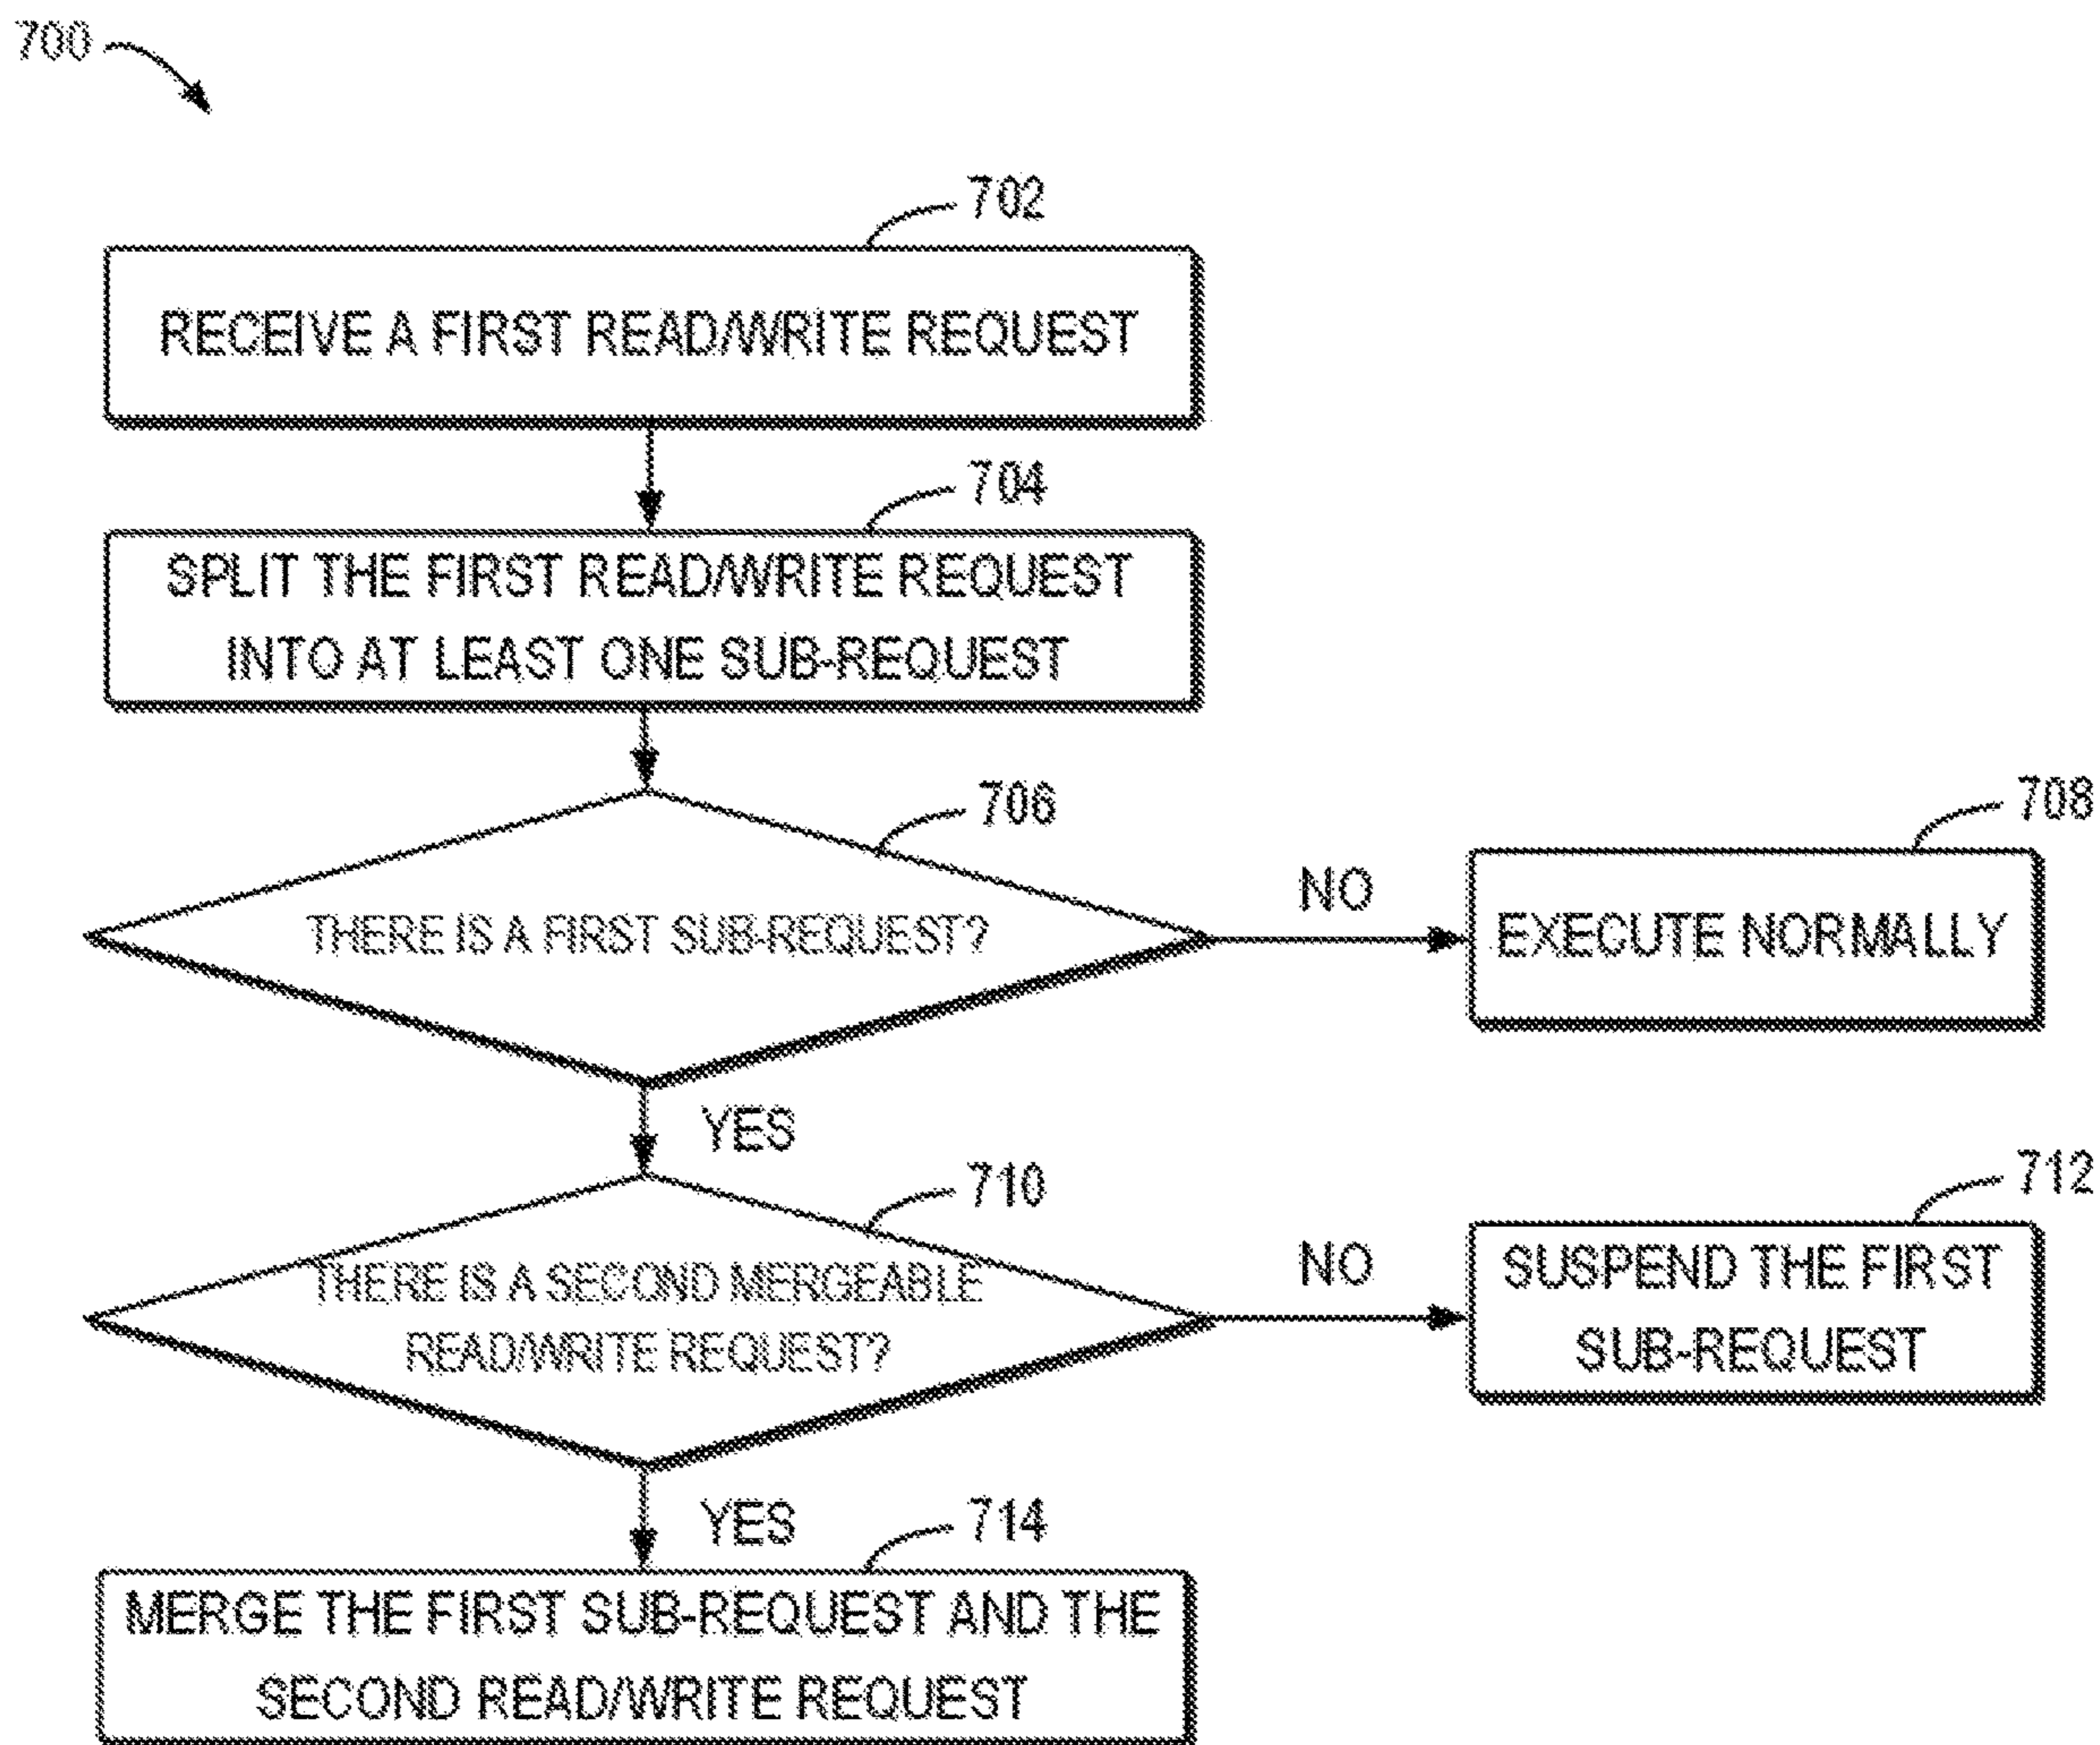 700
702
RECEIVE A FIRST READ/WRITE REQUEST
704
SPLIT THE FIRST READ/WRITE REQUEST
INTO AT LEAST ONE SUB-REQUEST
706
708
THERE IS A FIRST SUB-REQUEST?
NO
EXECUTE NORMALLY
YES
710
712
THERE IS A SECOND MERGEABLE
READ/WRITE REQUEST?
NO
SUSPEND THE FIRST
SUB-REQUEST
YES
714
MERGE THE FIRST SUB-REQUEST AND THE
SECOND READ/WRITE REQUEST